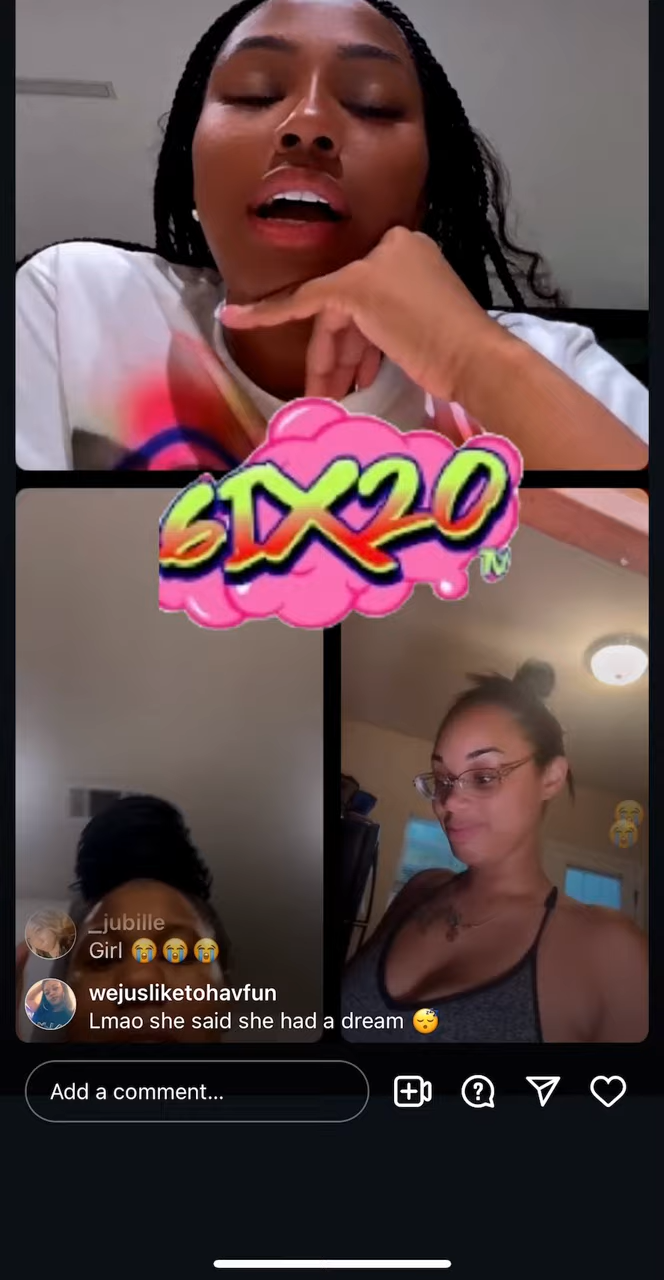 SIX20
TM
_jubille
Girl 😭😭😭
wejusliketohavfun
Lmao she said she had a dream 😴
Add a comment...